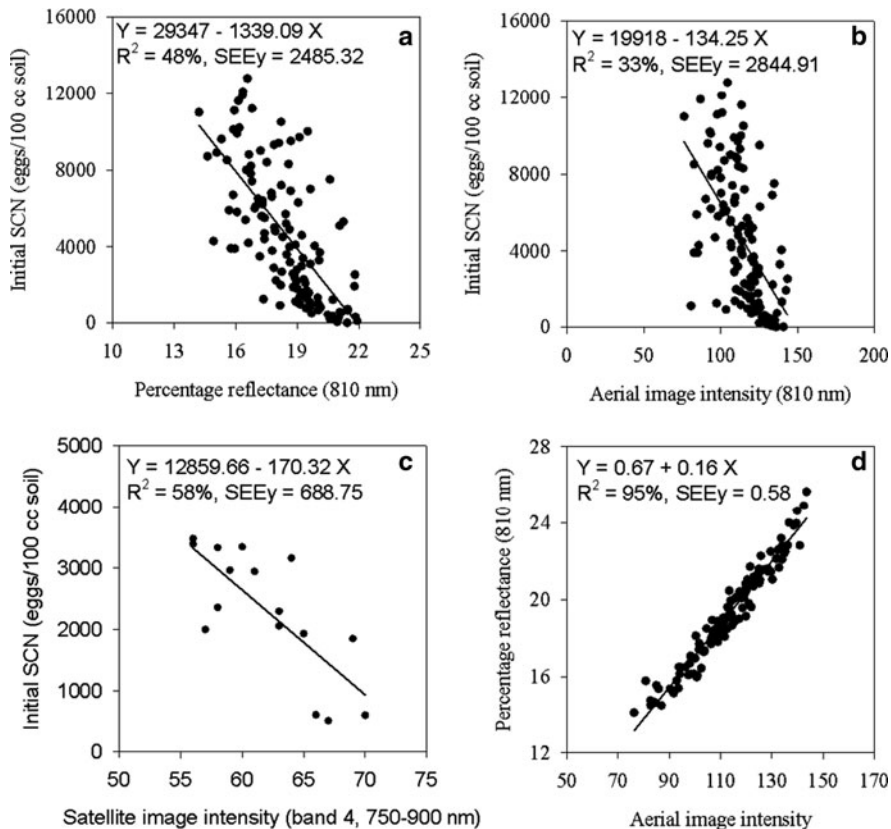 Y = 29347 - 1339.09 X
R² = 48%, SEEy = 2485.32
a
Initial SCN (eggs/100 cc soil)
16000
12000
8000
4000
0
10 13 16 19 22 25
Percentage reflectance (810 nm)
Y = 19918 - 134.25 X
R² = 33%, SEEy = 2844.91
b
Initial SCN (eggs/100 cc soil)
16000
12000
8000
4000
0
0 50 100 150 200
Aerial image intensity (810 nm)
Y = 12859.66 - 170.32 X
R² = 58%, SEEy = 688.75
c
Initial SCN (eggs/100 cc soil)
5000
4000
3000
2000
1000
0
50 55 60 65 70 75
Satellite image intensity (band 4, 750-900 nm)
Y = 0.67 + 0.16 X
R² = 95%, SEEy = 0.58
d
Percentage reflectance (810 nm)
28
24
20
16
12
50 70 90 110 130 150
Aerial image intensity